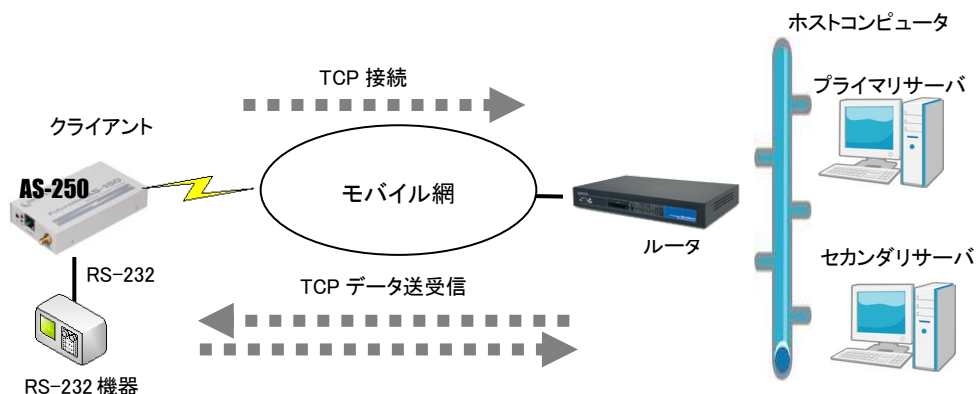 ホストコンピュータ
TCP 接続
プライマリサーバ
クライアント
AS-250
モバイル網
ルータ
RS-232
TCP データ送受信
セカンダリサーバ
RS-232 機器